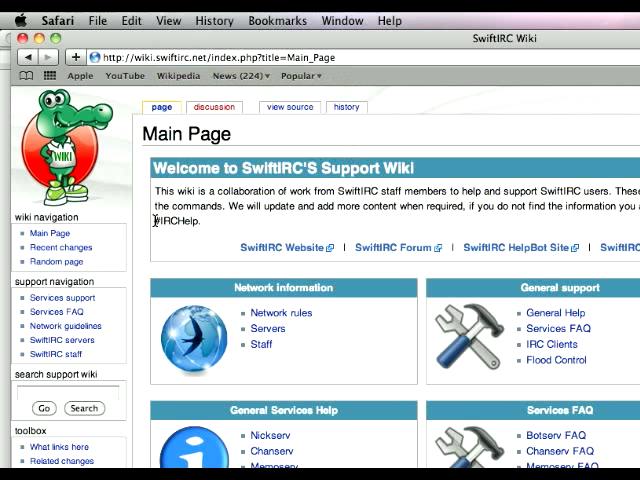 Safari File Edit View History Bookmarks Window Help
SwiftIRC Wiki
http://wiki.swiftirc.net/index.php?title=Main_Page
Apple YouTube Wikipedia News (224) Popular
WIKI
page discussion view source history
Main Page
Welcome to SwiftIRC'S Support Wiki
This wiki is a collaboration of work from SwiftIRC staff members to help and support SwiftIRC users. These
the commands. We will update and add more content when required, if you do not find the information you
#IRCHelp.
SwiftIRC Website | SwiftIRC Forum | SwiftIRC HelpBot Site | SwiftIRC
wiki navigation
Main Page
Recent changes
Random page
support navigation
Services support
Services FAQ
Network guidelines
SwiftIRC servers
SwiftIRC staff
search support wiki
Go Search
toolbox
What links here
Related changes
Network information
Network rules
Servers
Staff
General support
General Help
Services FAQ
IRC Clients
Flood Control
General Services Help
Nickserv
Chanserv
Memoserv
Services FAQ
Botserv FAQ
Chanserv FAQ
Memoserv FAQ